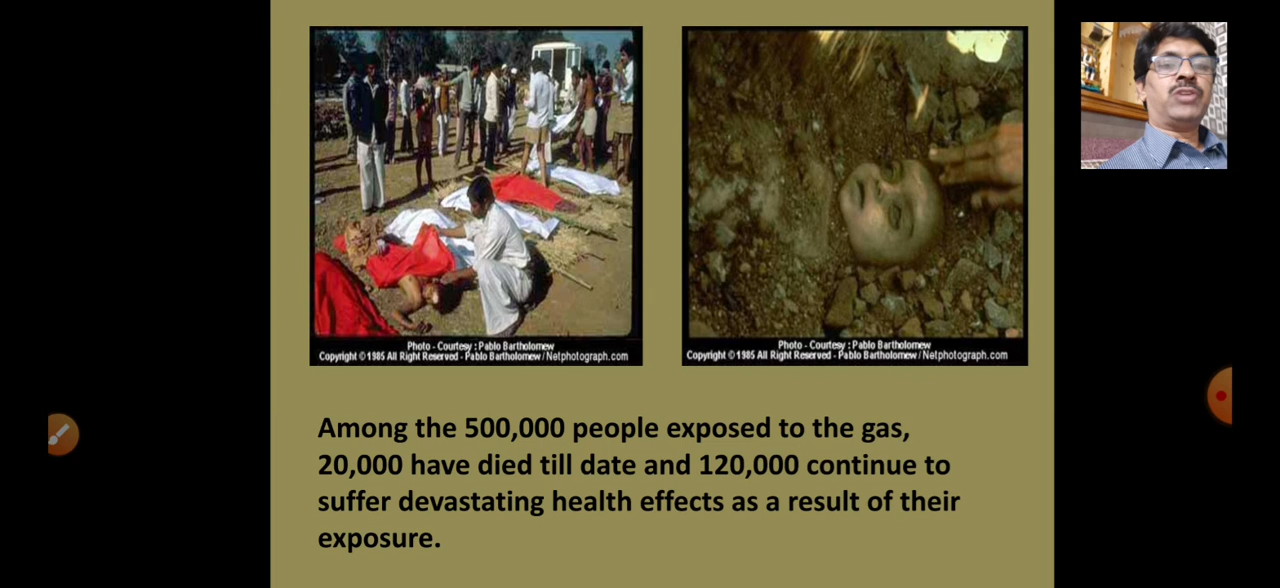 Photo - Courtesy : Pablo Bartholomew
Copyright © 1985 All Right Reserved - Pablo Bartholomew / Netphotograph.com
Photo - Courtesy : Pablo Bartholomew
Copyright © 1985 All Right Reserved - Pablo Bartholomew / Netphotograph.com
Among the 500,000 people exposed to the gas,
20,000 have died till date and 120,000 continue to
suffer devastating health effects as a result of their
exposure.